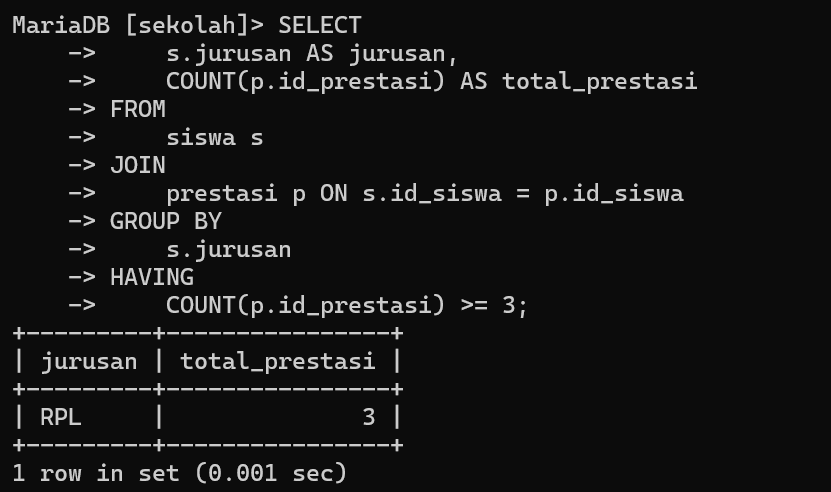 MariaDB [sekolah]> SELECT
    ->     s.jurusan AS jurusan,
    ->     COUNT(p.id_prestasi) AS total_prestasi
    -> FROM
    ->     siswa s
    -> JOIN
    ->     prestasi p ON s.id_siswa = p.id_siswa
    -> GROUP BY
    ->     s.jurusan
    -> HAVING
    ->     COUNT(p.id_prestasi) >= 3;
+---------+----------------+
| jurusan | total_prestasi |
+---------+----------------+
| RPL     |              3 |
+---------+----------------+
1 row in set (0.001 sec)